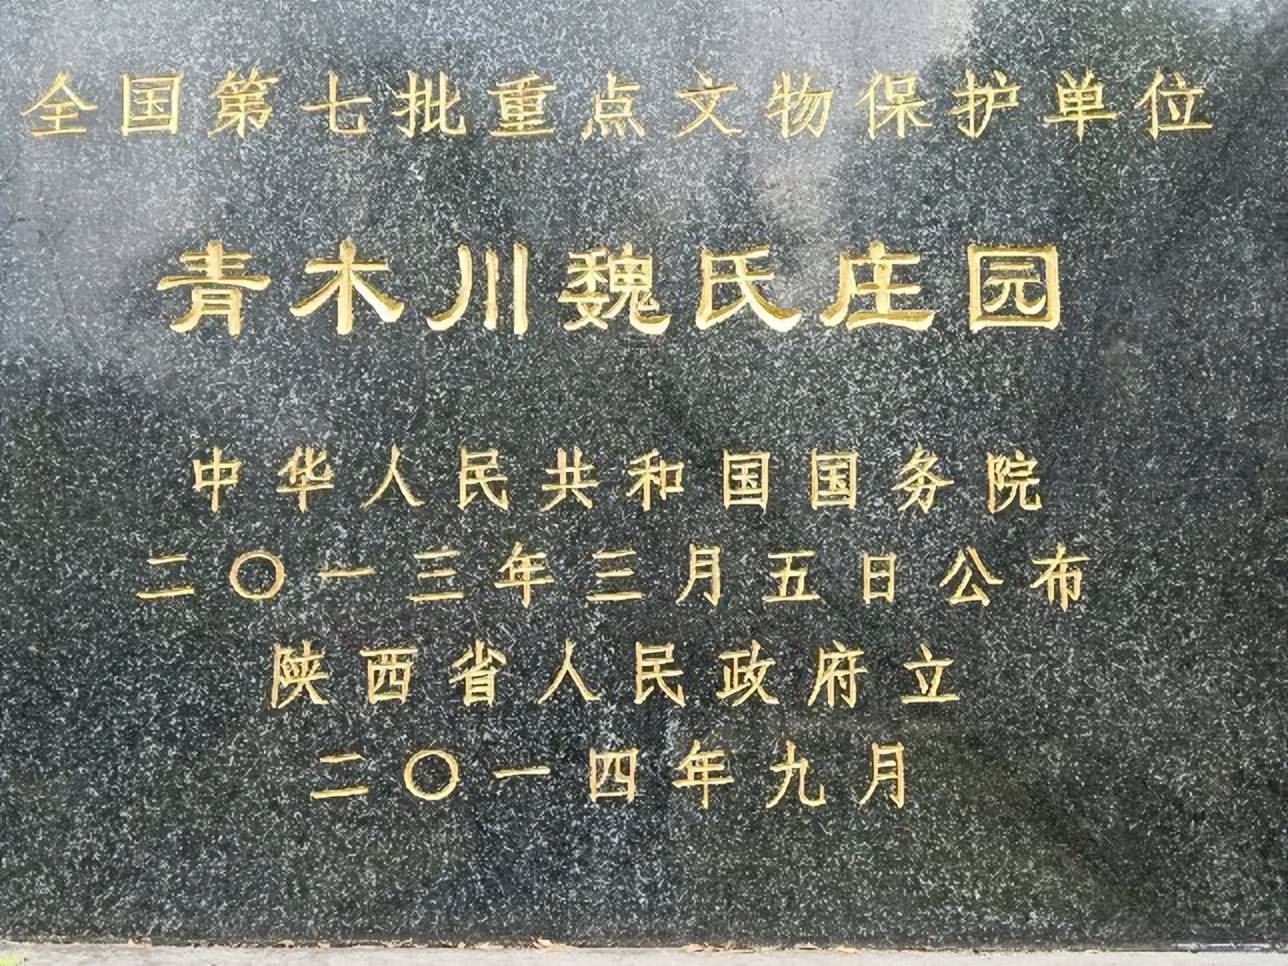 全国第七批重点文物保护单位
青木川魏氏庄园
中华人民共和国国务院
二〇一三年三月五日公布
陕西省人民政府立
二〇一四年九月